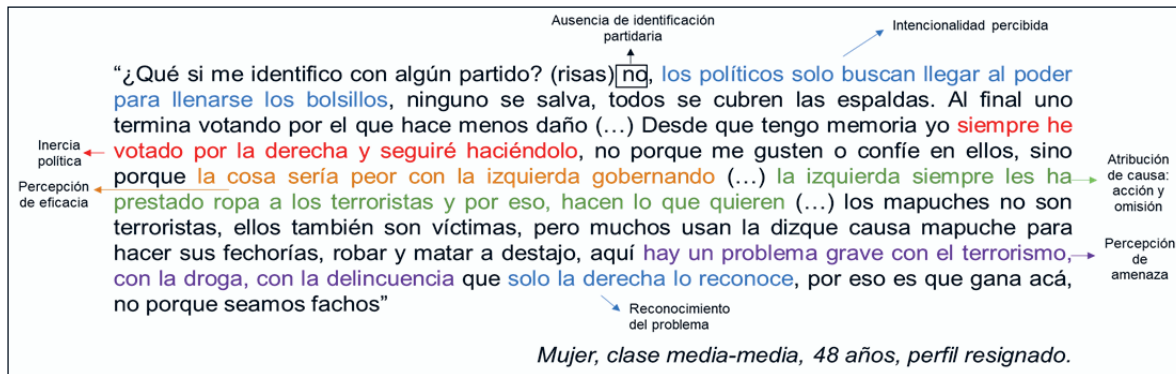 Ausencia de identificación
partidaria
Intencionalidad percibida
“¿Qué si me identifico con algún partido? (risas) no, los políticos solo buscan llegar al poder
para llenarse los bolsillos, ninguno se salva, todos se cubren las espaldas. Al final uno
termina votando por el que hace menos daño (…) Desde que tengo memoria yo siempre he
votado por la derecha y seguiré haciéndolo, no porque me gusten o confíe en ellos, sino
porque la cosa sería peor con la izquierda gobernando (…) la izquierda siempre les ha
prestado ropa a los terroristas y por eso, hacen lo que quieren (…) los mapuches no son
terroristas, ellos también son víctimas, pero muchos usan la dizque causa mapuche para
hacer sus fechorías, robar y matar a destajo, aquí hay un problema grave con el terrorismo,
con la droga, con la delincuencia que solo la derecha lo reconoce, por eso es que gana acá,
no porque seamos fachos”
Inercia
política
Percepción
de eficacia
Atribución
de causa:
acción y
omisión
Percepción
de
amenaza
Reconocimiento
del problema
Mujer, clase media-media, 48 años, perfil resignado.